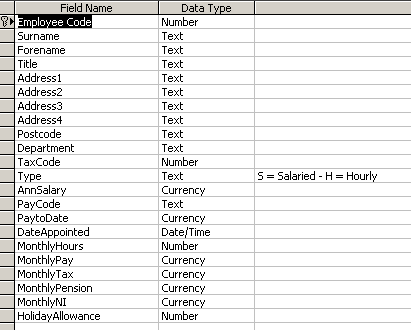 Field Name Data Type
Employee Code Number
Surname Text
Forename Text
Title Text
Address1 Text
Address2 Text
Address3 Text
Address4 Text
Postcode Text
Department Text
TaxCode Number
Type Text S = Salaried - H = Hourly
AnnSalary Currency
PayCode Text
PaytoDate Currency
DateAppointed Date/Time
MonthlyHours Number
MonthlyPay Currency
MonthlyTax Currency
MonthlyPension Currency
MonthlyNI Currency
HolidayAllowance Number